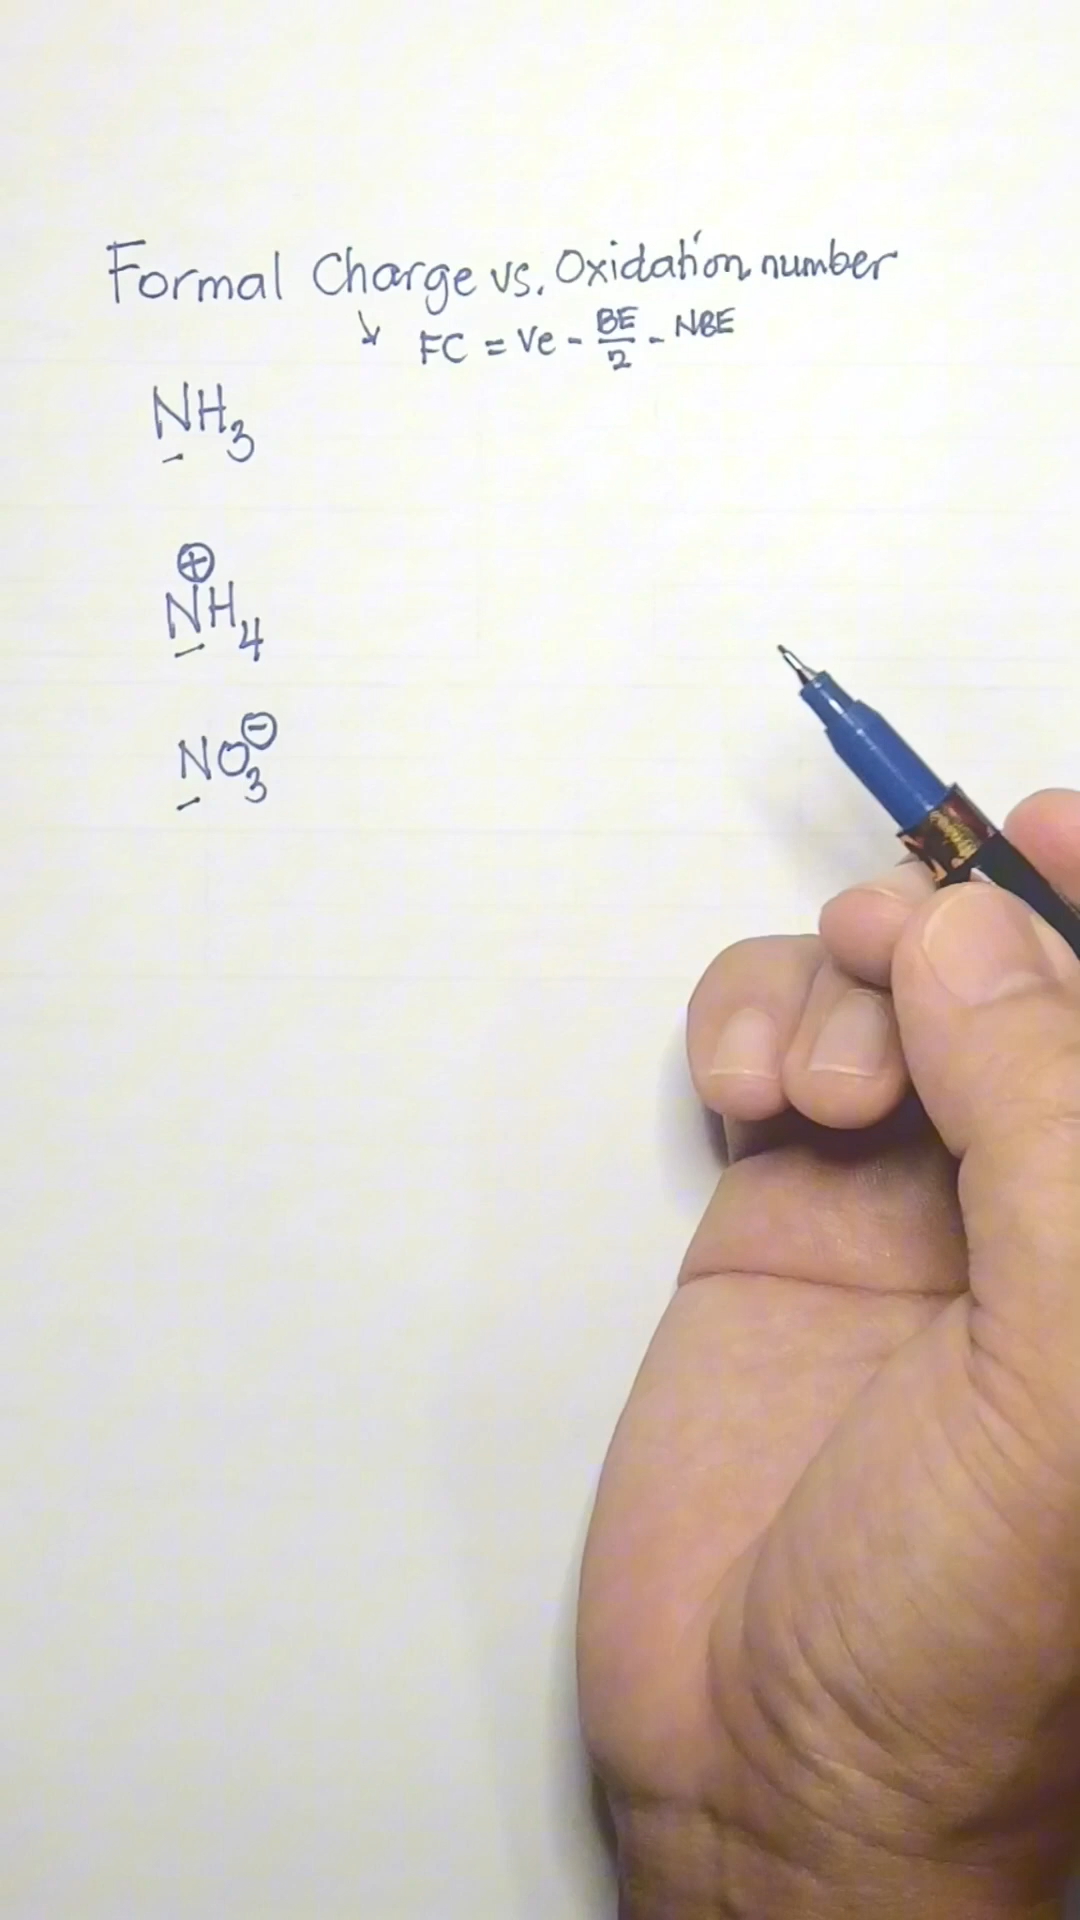 Formal Charge vs. Oxidation number
↘ FC = Ve - BE/2 - NBE
NH₃
⊕
NH₄
NO₃⊖